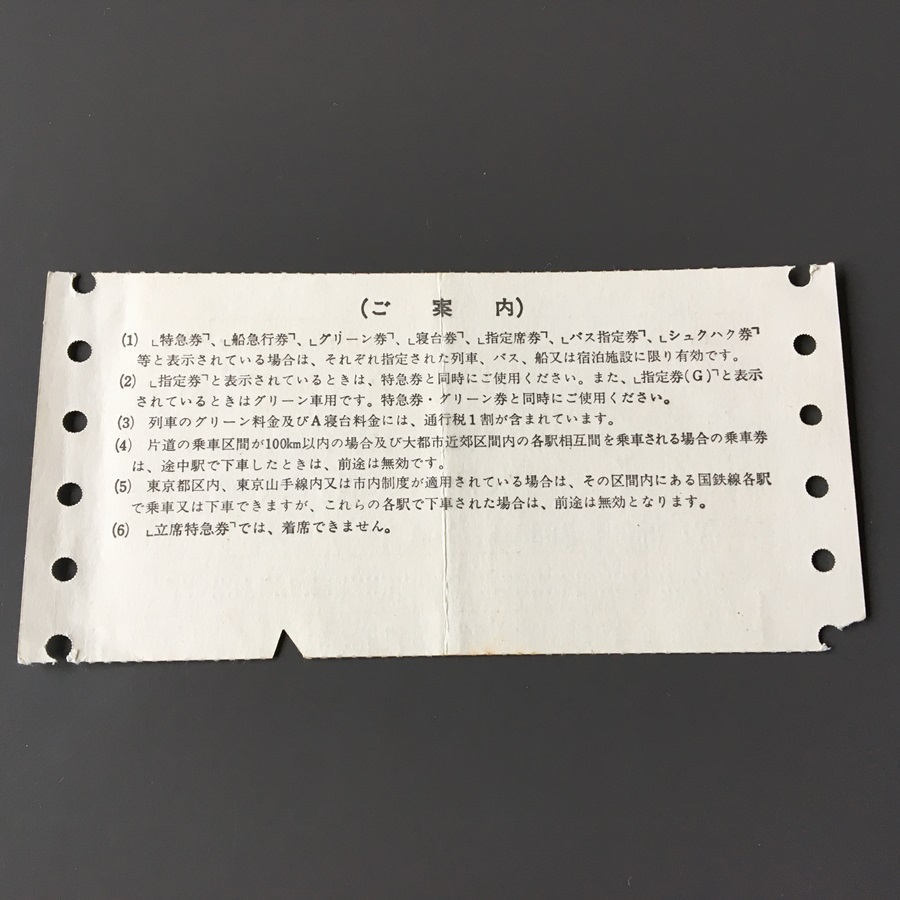 (ご案内)
(1) 「特急券」、「船急行券」、「グリーン券」、「寝台券」、「指定席券」、「バス指定券」、「シュクハク券」
等と表示されている場合は、それぞれ指定された列車、バス、船又は宿泊施設に限り有効です。
(2) 「指定券」と表示されているときは、特急券と同時にご使用ください。また、「指定券(G)」と表示
されているときはグリーン車用です。特急券・グリーン券と同時にご使用ください。
(3) 列車のグリーン料金及びA寝台料金には、通行税1割が含まれています。
(4) 片道の乗車区間が100km以内の場合及び大都市近郊区間内の各駅相互間を乗車される場合の乗車券
は、途中駅で下車したときは、前途は無効です。
(5) 東京都区内、東京山手線内又は市内制度が適用されている場合は、その区間内にある国鉄線各駅
で乗車又は下車できますが、これらの各駅で下車された場合は、前途は無効となります。
(6) 「立席特急券」では、着席できません。